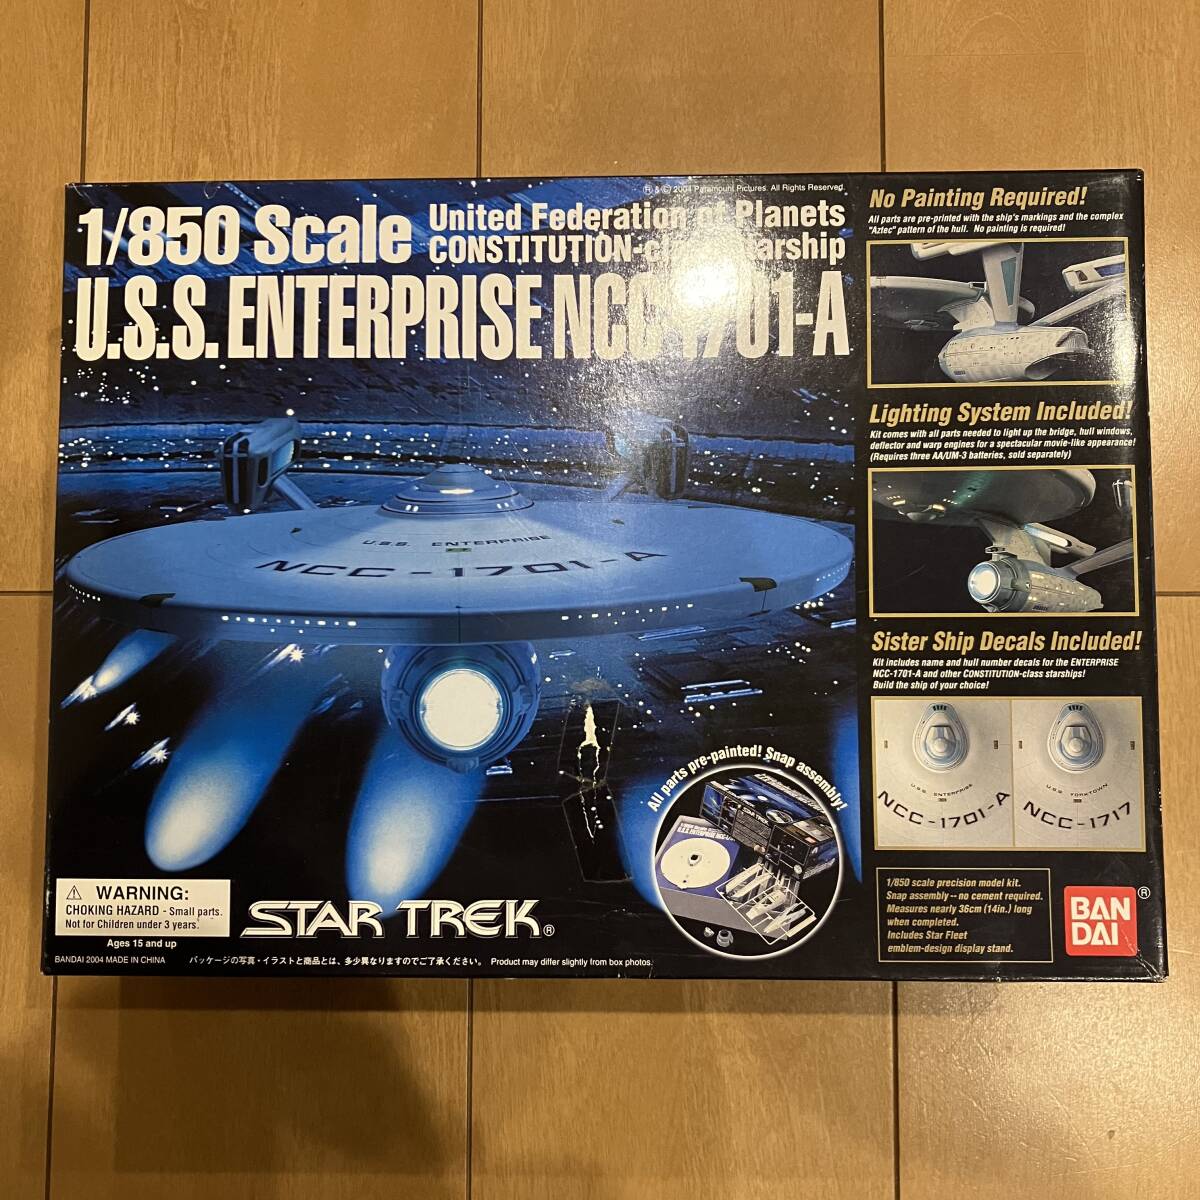 ® & © 2004 Paramount Pictures. All Rights Reserved.
1/850 Scale
United Federation of Planets
CONSTITUTION-class starship
U.S.S. ENTERPRISE NCC-1701-A
U.S.S. ENTERPRISE
NCC-1701-A
All parts pre-painted! Snap assembly!
STAR TREK
U.S.S. ENTERPRISE
⚠ WARNING:
CHOKING HAZARD - Small parts.
Not for Children under 3 years.
Ages 15 and up
STAR TREK®
BANDAI 2004 MADE IN CHINA
パッケージの写真・イラストと商品とは、多少異なりますのでご了承ください。 Product may differ slightly from box photos.
No Painting Required!
All parts are pre-printed with the ship's markings and the complex
"Aztec" pattern of the hull. No painting is required!
Lighting System Included!
Kit comes with all parts needed to light up the bridge, hull windows,
deflector and warp engines for a spectacular movie-like appearance!
(Requires three AA/UM-3 batteries, sold separately)
Sister Ship Decals Included!
Kit includes name and hull number decals for the ENTERPRISE
NCC-1701-A and other CONSTITUTION-class starships!
Build the ship of your choice!
U.S.S. ENTERPRISE
NCC-1701-A
U.S.S. YORKTOWN
NCC-1717
1/850 scale precision model kit.
Snap assembly -- no cement required.
Measures nearly 36cm (14in.) long
when completed.
Includes Star Fleet
emblem-design display stand.
BAN
DAI
®